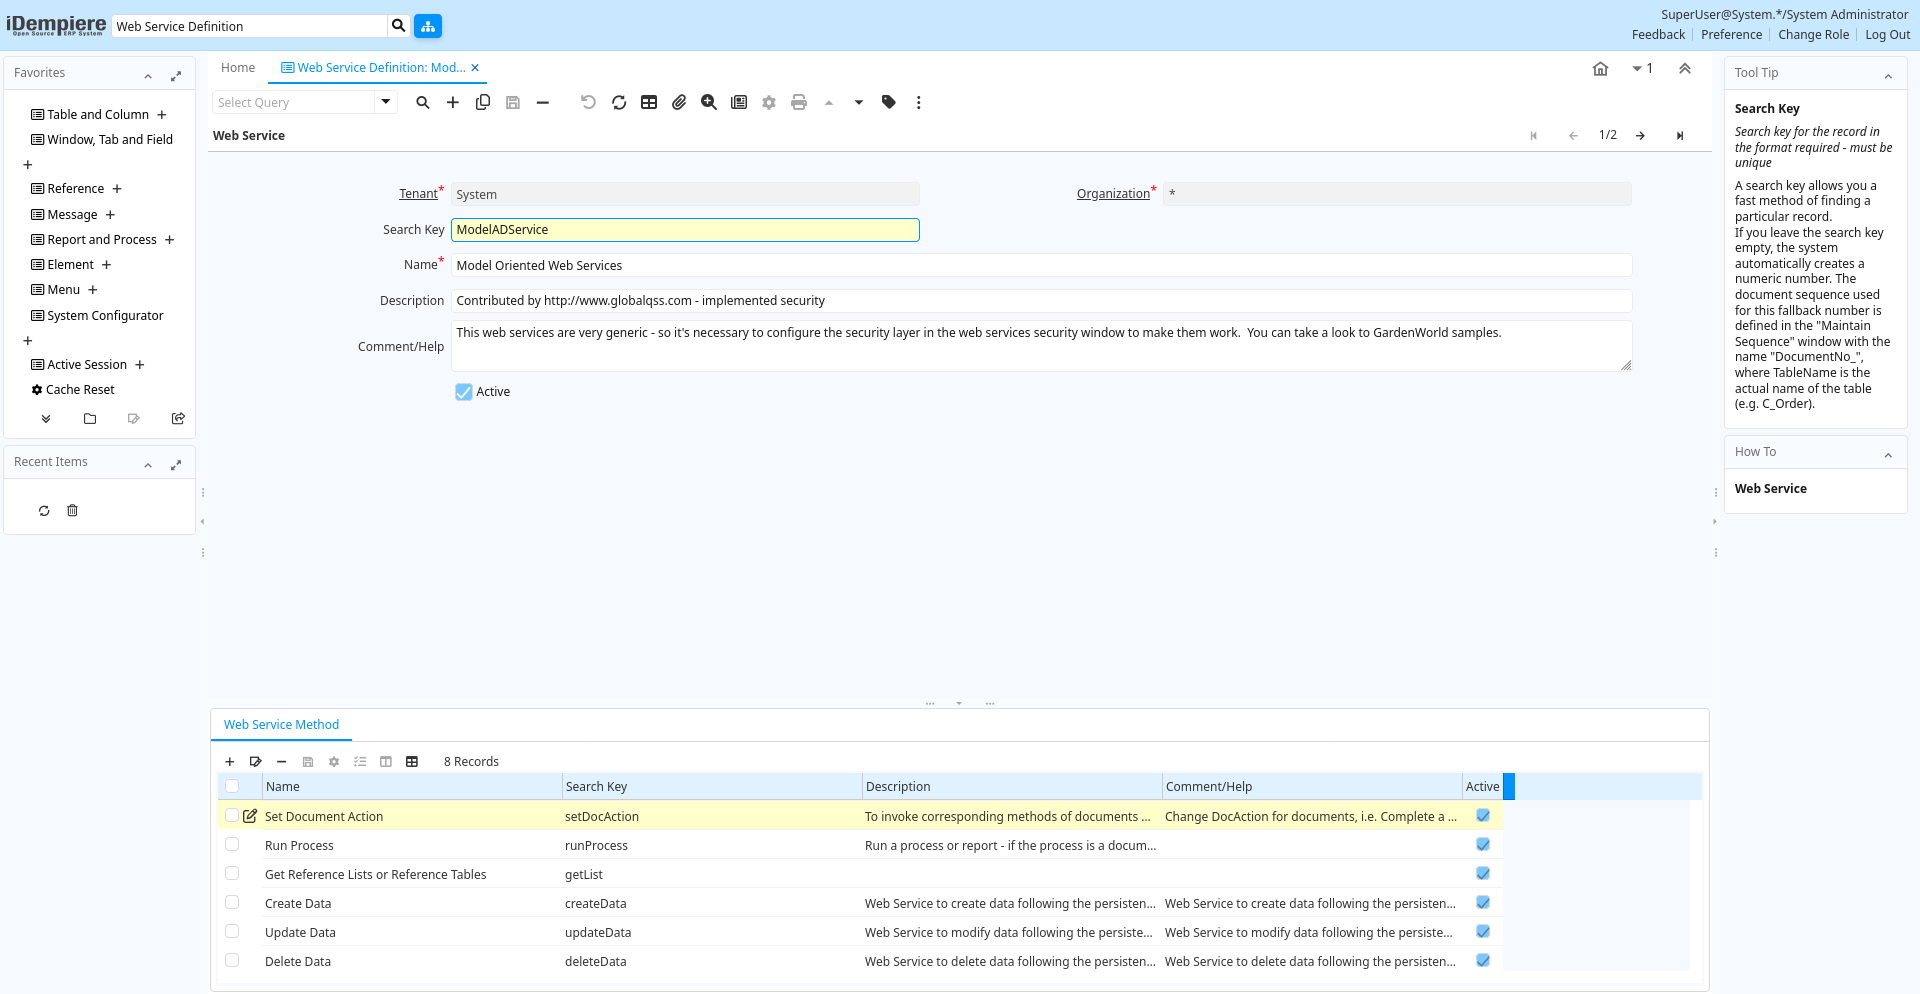 iDempiere
Open Source ERP System
Web Service Definition
SuperUser@System.*/System Administrator
Feedback
Preference
Change Role
Log Out
Favorites
Table and Column
Window, Tab and Field
Reference
Message
Report and Process
Element
Menu
System Configurator
Active Session
Cache Reset
Recent Items
Home
Web Service Definition: Mod...
1
Select Query
Web Service
1/2
Tenant*
System
Organization*
*
Search Key
ModelADService
Name*
Model Oriented Web Services
Description
Contributed by http://www.globalqss.com - implemented security
Comment/Help
This web services are very generic - so it's necessary to configure the security layer in the web services security window to make them work.  You can take a look to GardenWorld samples.
Active
Web Service Method
8 Records
Name Search Key Description Comment/Help Active
Set Document Action setDocAction To invoke corresponding methods of documents ... Change DocAction for documents, i.e. Complete a ...
Run Process runProcess Run a process or report - if the process is a docum...
Get Reference Lists or Reference Tables getList
Create Data createData Web Service to create data following the persisten... Web Service to create data following the persisten...
Update Data updateData Web Service to modify data following the persiste... Web Service to modify data following the persiste...
Delete Data deleteData Web Service to delete data following the persisten... Web Service to delete data following the persisten...
Tool Tip
Search Key
Search key for the record in
the format required - must be
unique
A search key allows you a
fast method of finding a
particular record.
If you leave the search key
empty, the system
automatically creates a
numeric number. The
document sequence used
for this fallback number is
defined in the "Maintain
Sequence" window with the
name "DocumentNo_",
where TableName is the
actual name of the table
(e.g. C_Order).
How To
Web Service